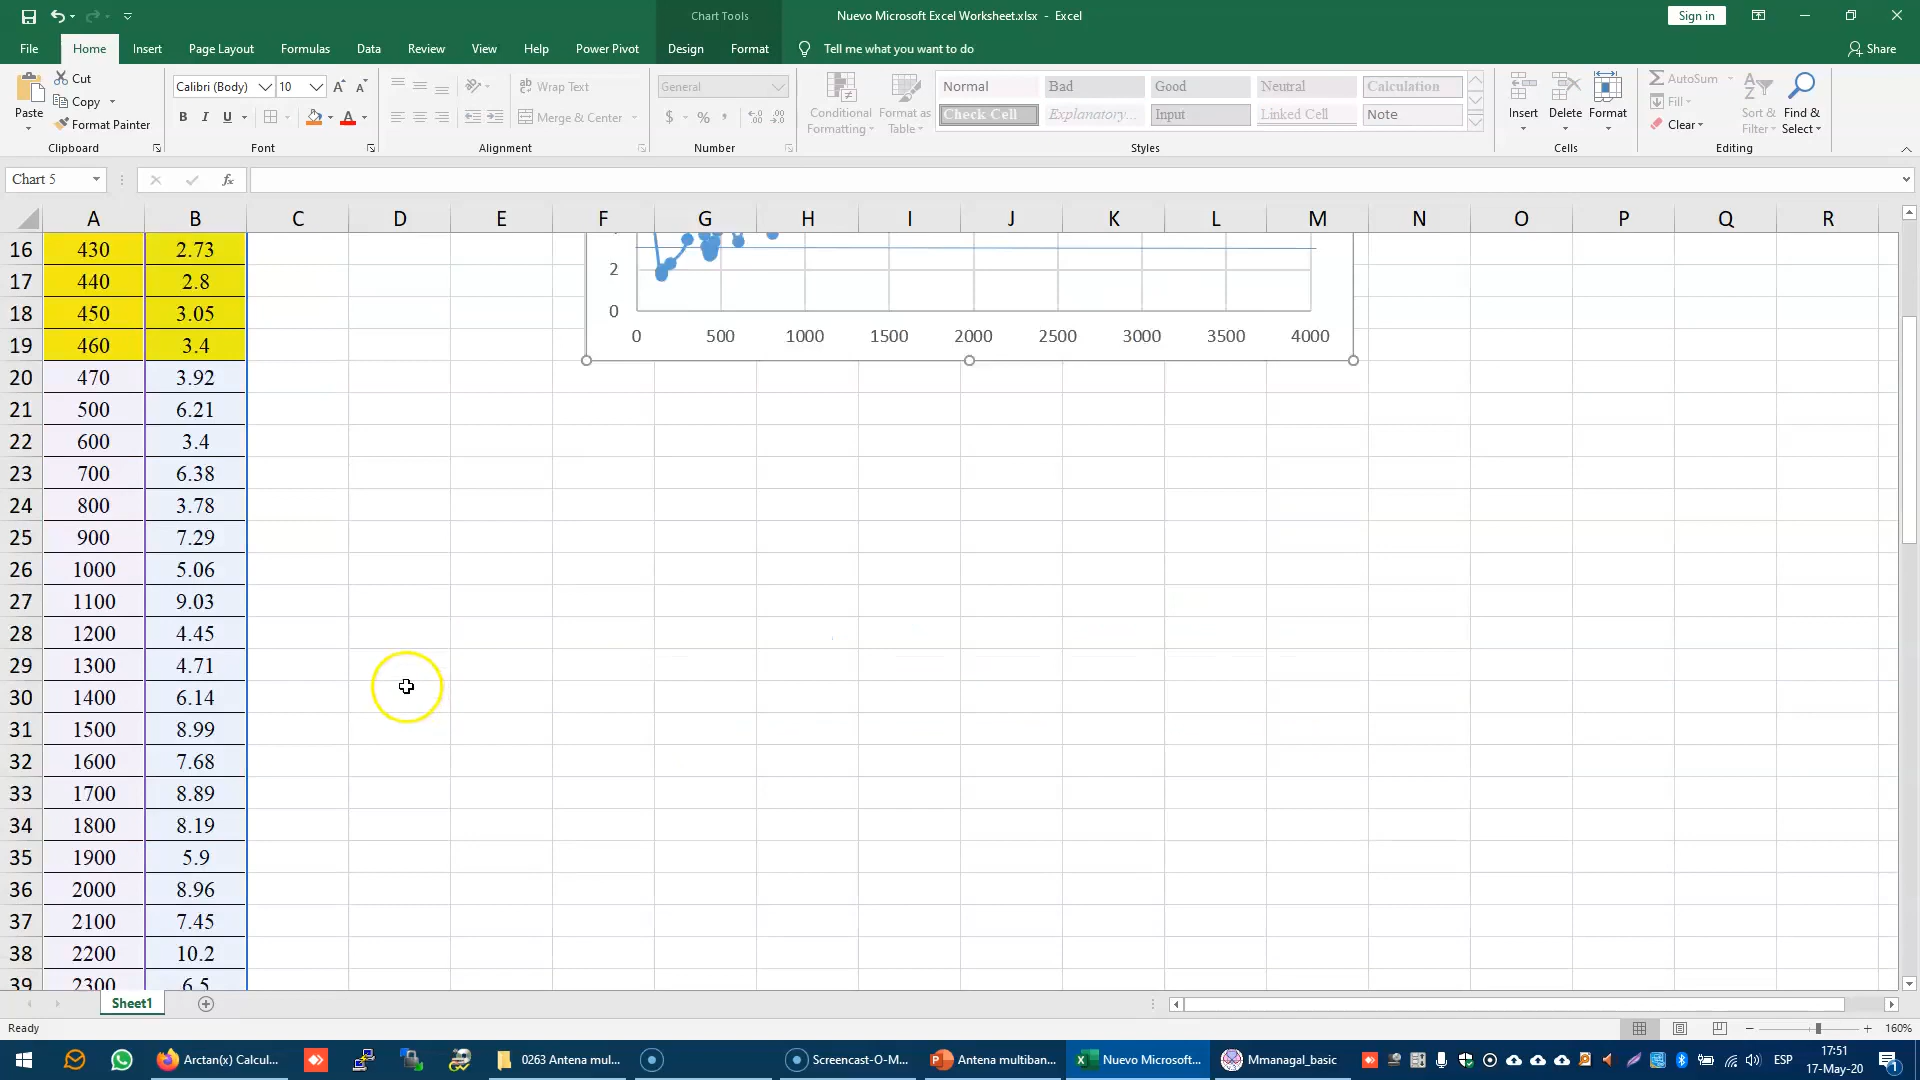 Chart Tools
Nuevo Microsoft Excel Worksheet.xlsx - Excel
Sign in
File Home Insert Page Layout Formulas Data Review View Help Power Pivot Design Format Tell me what you want to do Share
Paste
Cut
Copy
Format Painter
Clipboard
Calibri (Body) 10
B I U
Font
Wrap Text
Merge & Center
Alignment
General
$ % ,
Number
Conditional Formatting
Format as Table
Normal Bad Good Neutral Calculation
Check Cell Explanatory... Input Linked Cell Note
Styles
Insert Delete Format
Cells
AutoSum
Fill
Clear
Sort & Filter
Find & Select
Editing
Chart 5
fx
A B C D E F G H I J K L M N O P Q R
16 430 2.73
17 440 2.8
18 450 3.05
19 460 3.4
20 470 3.92
21 500 6.21
22 600 3.4
23 700 6.38
24 800 3.78
25 900 7.29
26 1000 5.06
27 1100 9.03
28 1200 4.45
29 1300 4.71
30 1400 6.14
31 1500 8.99
32 1600 7.68
33 1700 8.89
34 1800 8.19
35 1900 5.9
36 2000 8.96
37 2100 7.45
38 2200 10.2
39 2300 6.5
2
0
0 500 1000 1500 2000 2500 3000 3500 4000
Sheet1
Ready
160%
Arctan(x) Calcul...
0263 Antena mul...
Screencast-O-M...
Antena multiban...
Nuevo Microsoft...
Mmanagal_basic
ESP
17:51
17-May-20
1